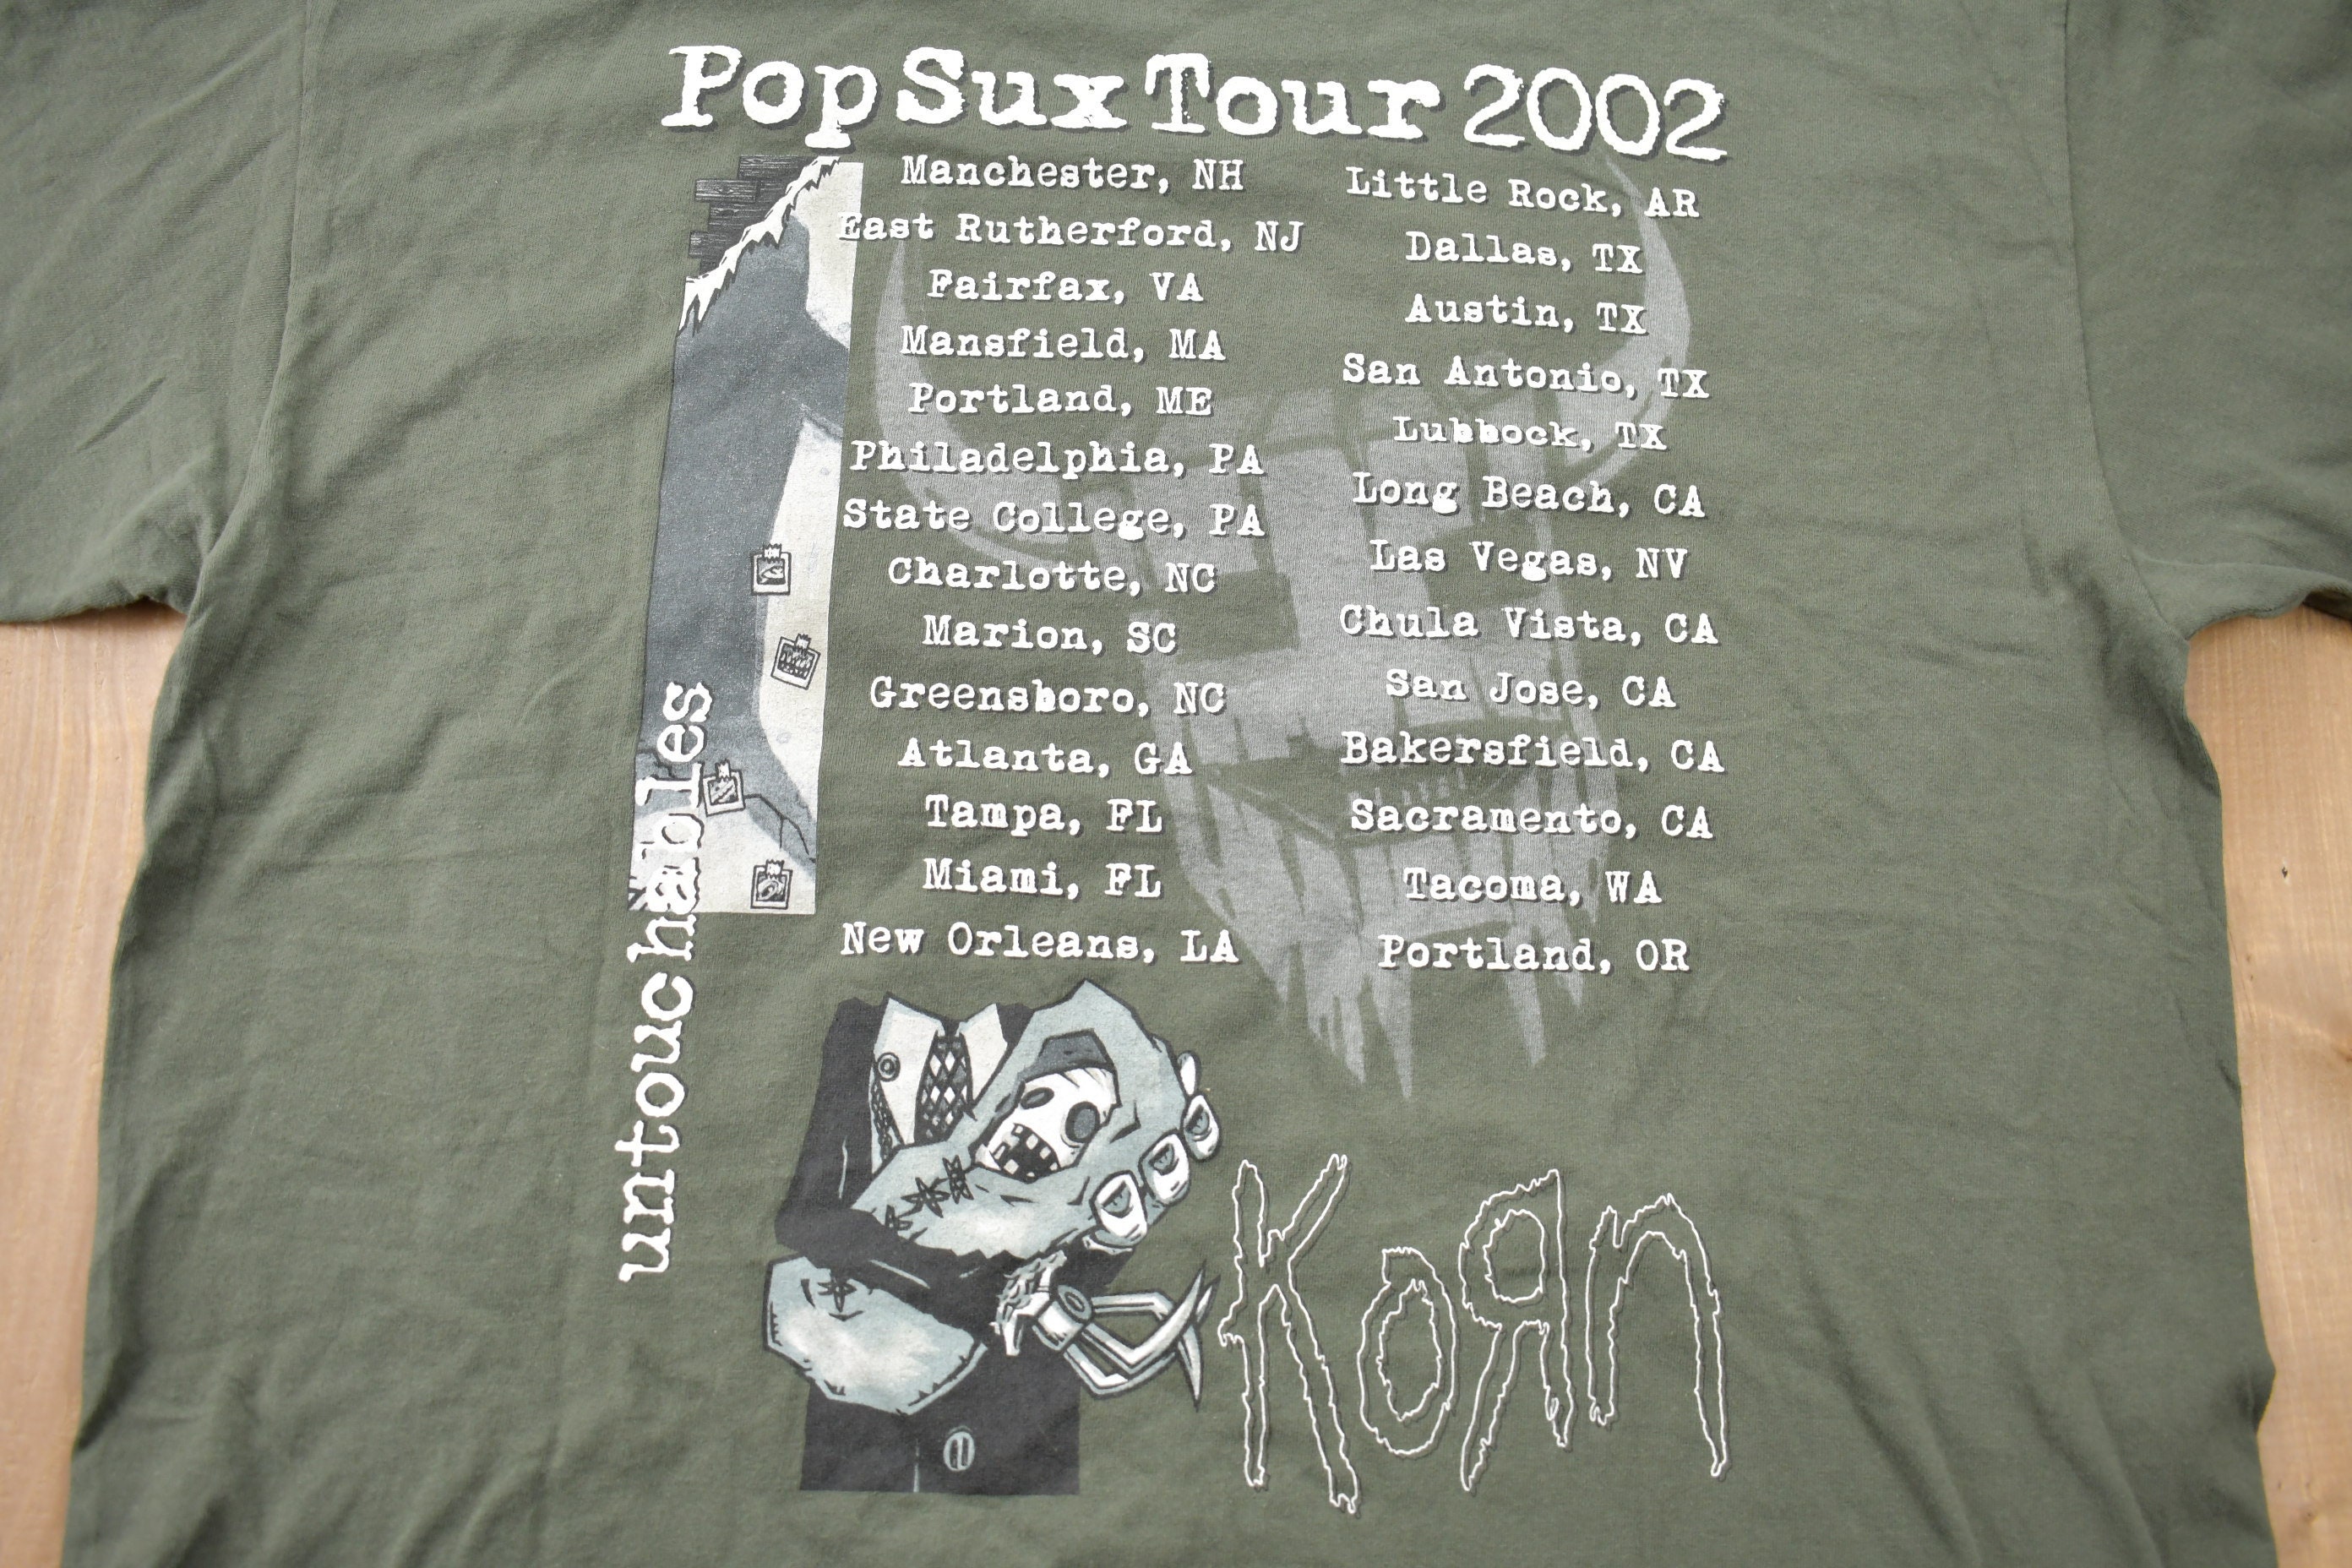 Pop Sux Tour 2002
Manchester, NH
East Rutherford, NJ
Fairfax, VA
Mansfield, MA
Portland, ME
Philadelphia, PA
State College, PA
Charlotte, NC
Marion, SC
Greensboro, NC
Atlanta, GA
Tampa, FL
Miami, FL
New Orleans, LA
Little Rock, AR
Dallas, TX
Austin, TX
San Antonio, TX
Lubbock, TX
Long Beach, CA
Las Vegas, NV
Chula Vista, CA
San Jose, CA
Bakersfield, CA
Sacramento, CA
Tacoma, WA
Portland, OR
untouchables
KoЯn